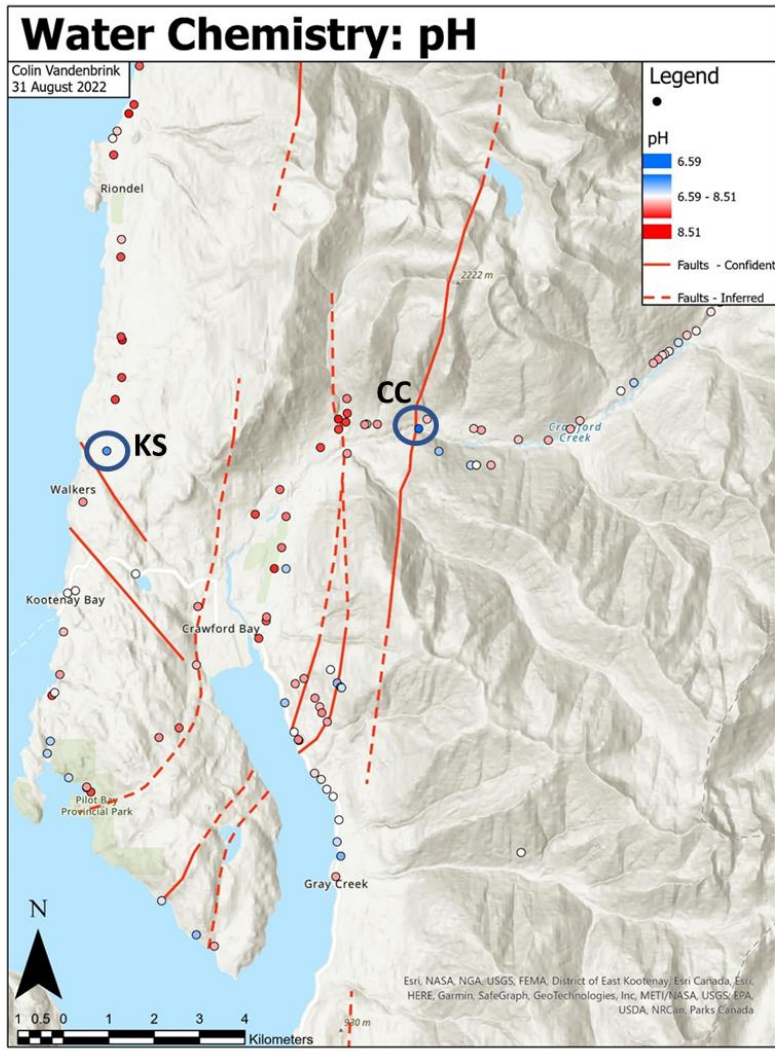 Water Chemistry: pH
Colin Vandenbrink
31 August 2022
Legend
pH
6.59
6.59 - 8.51
8.51
Faults - Confident
Faults - Inferred
Riondel
2222 m
CC
Crawford
Creek
KS
Walkers
Kootenay Bay
Crawford Bay
Pilot Bay
Provincial Park
Gray Creek
N
930 m
Esri, NASA, NGA, USGS, FEMA, District of East Kootenay, Esri Canada, Esri,
HERE, Garmin, SafeGraph, GeoTechnologies, Inc, METI/NASA, USGS, EPA,
USDA, NRCan, Parks Canada
1 0.5 0 1 2 3 4
Kilometers